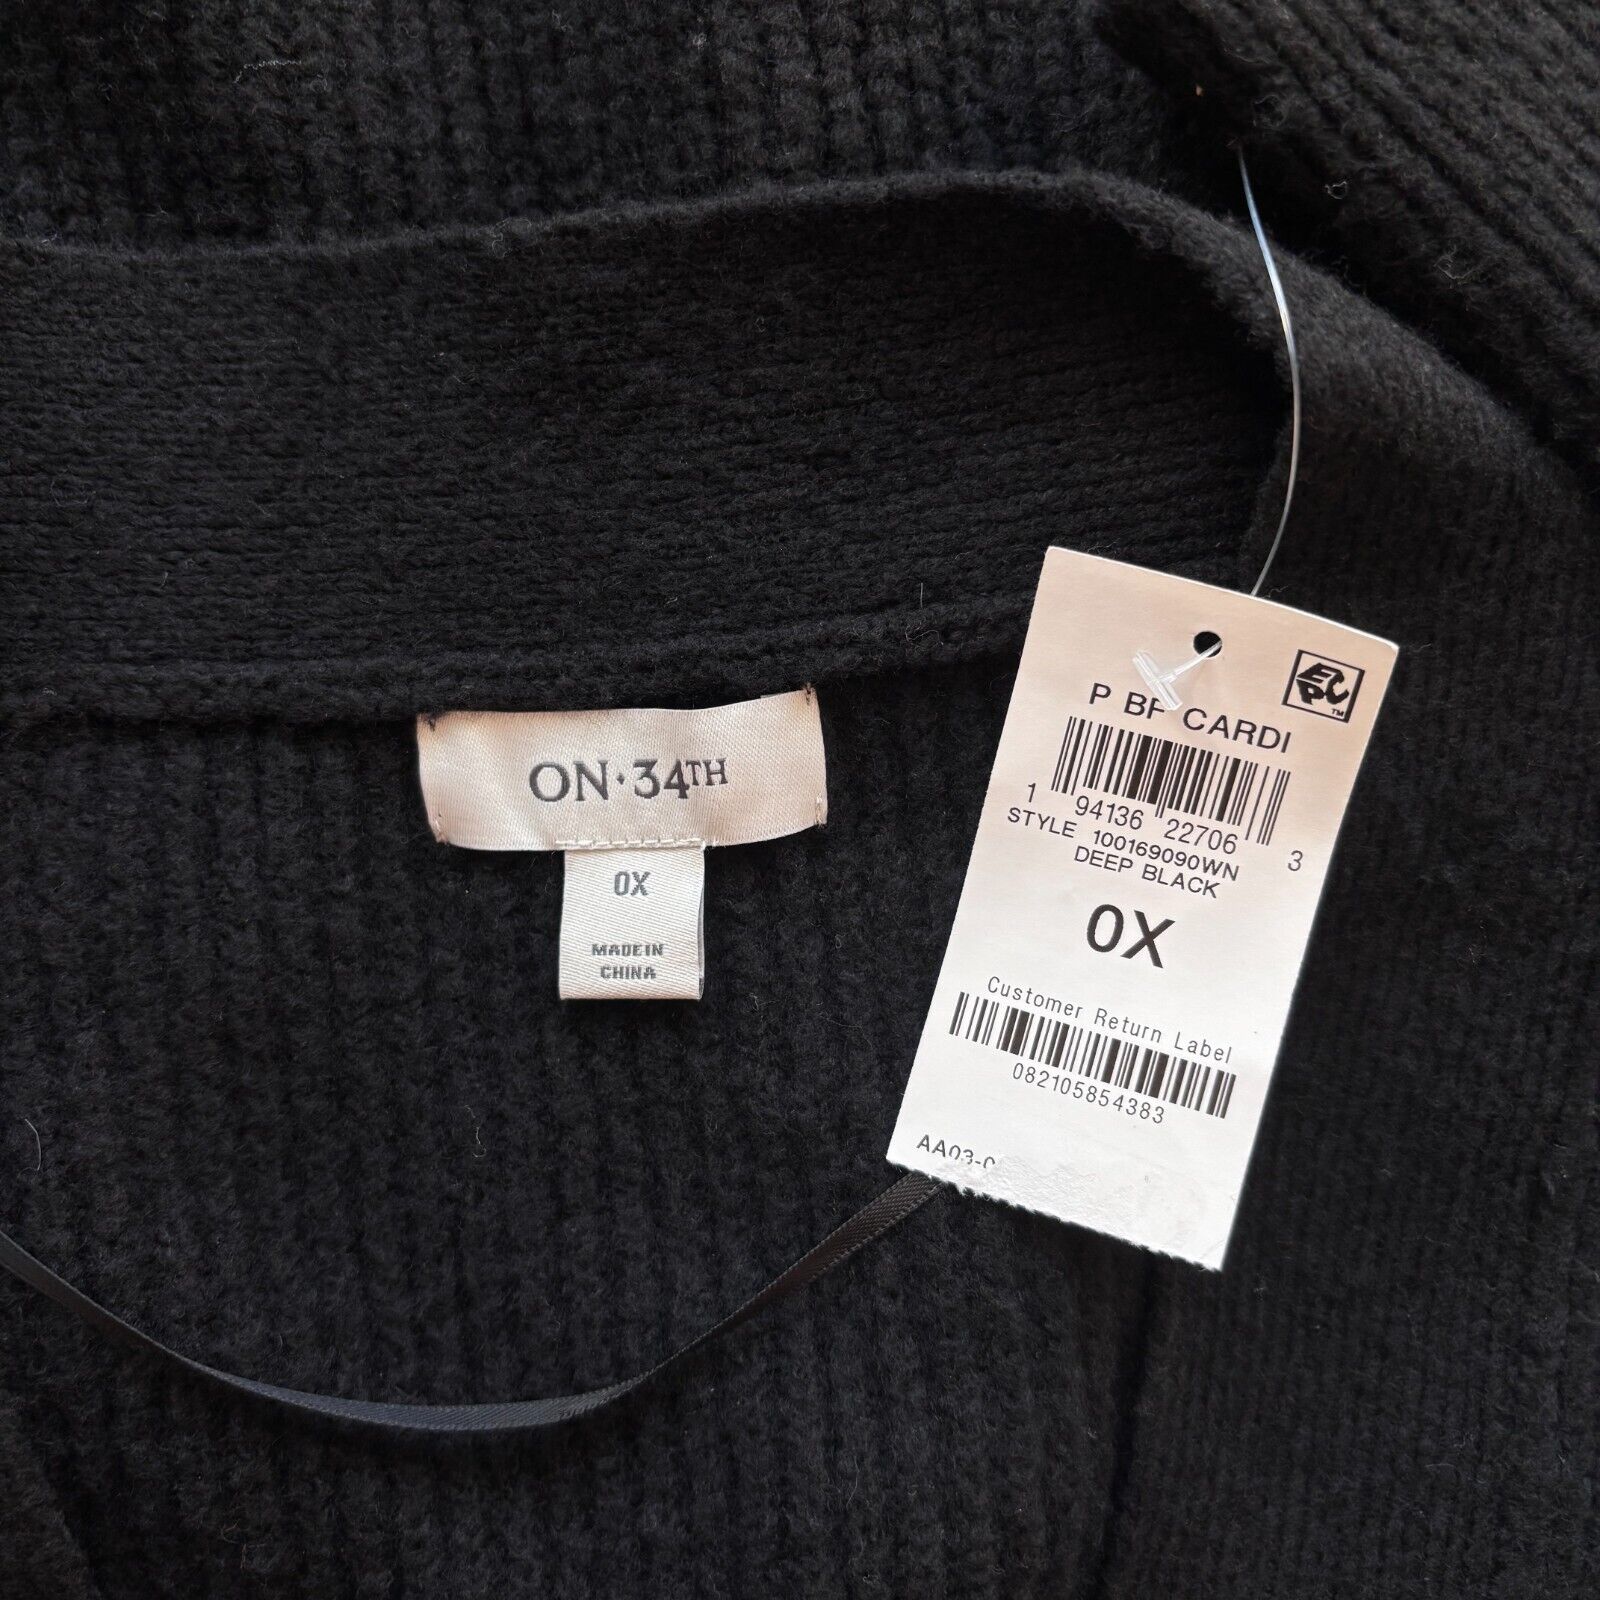 ON·34TH
0X
MADE IN
CHINA
EPC™
P BF CARDI
1 94136 22706 3
STYLE 100169090WN
DEEP BLACK
0X
Customer Return Label
082105854383